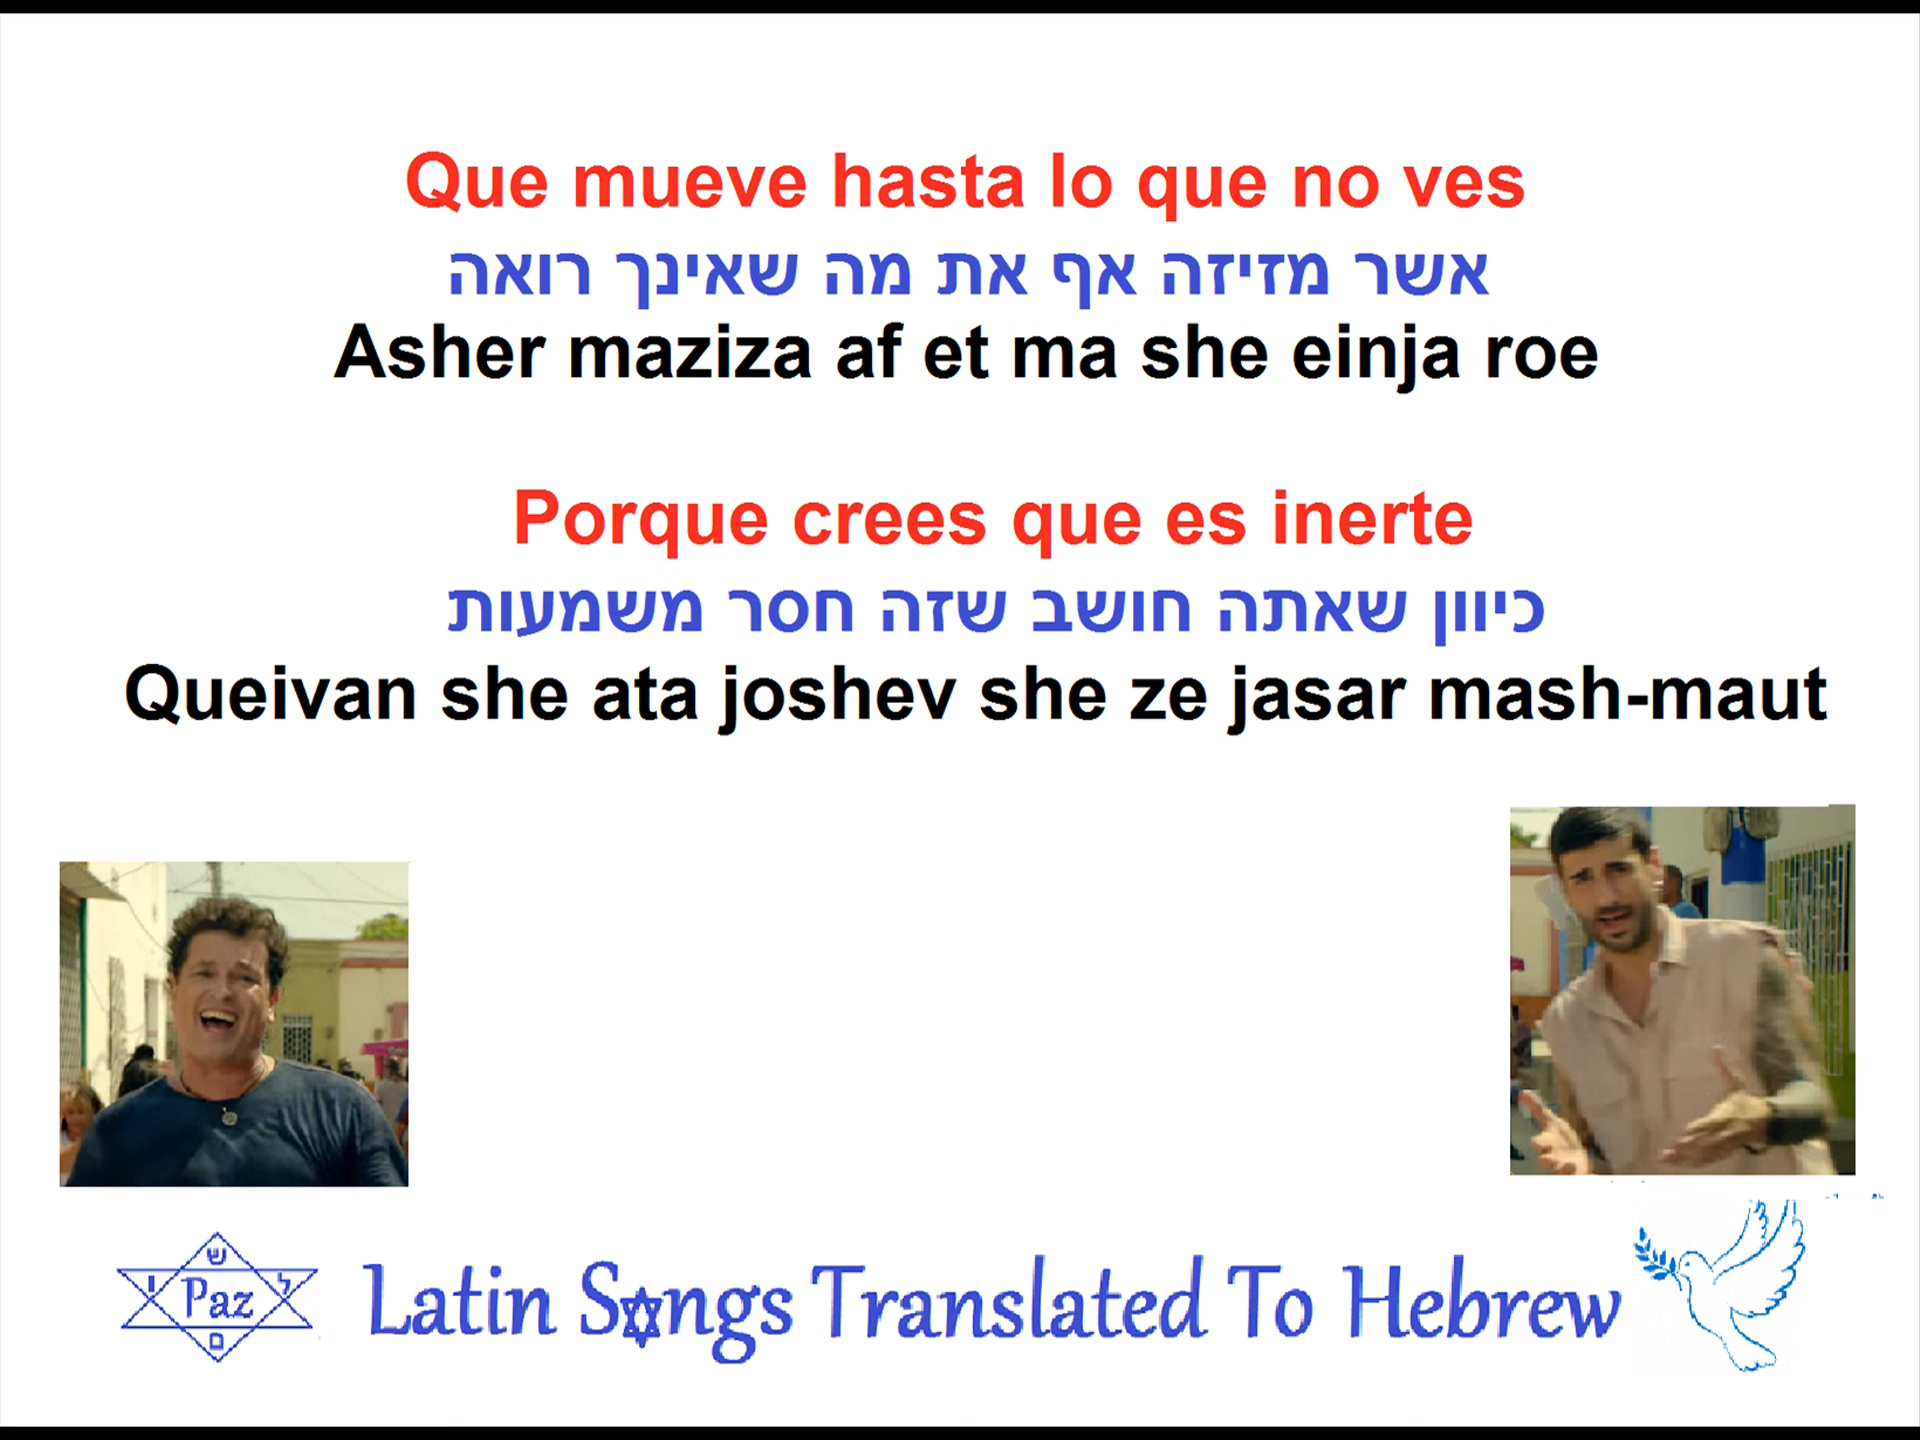 Que mueve hasta lo que no ves
אשר מזיזה אף את מה שאינך רואה
Asher maziza af et ma she einja roe
Porque crees que es inerte
כיוון שאתה חושב שזה חסר משמעות
Queivan she ata joshev she ze jasar mash-maut
ש
ו Paz ל
ם
Latin Songs Translated To Hebrew